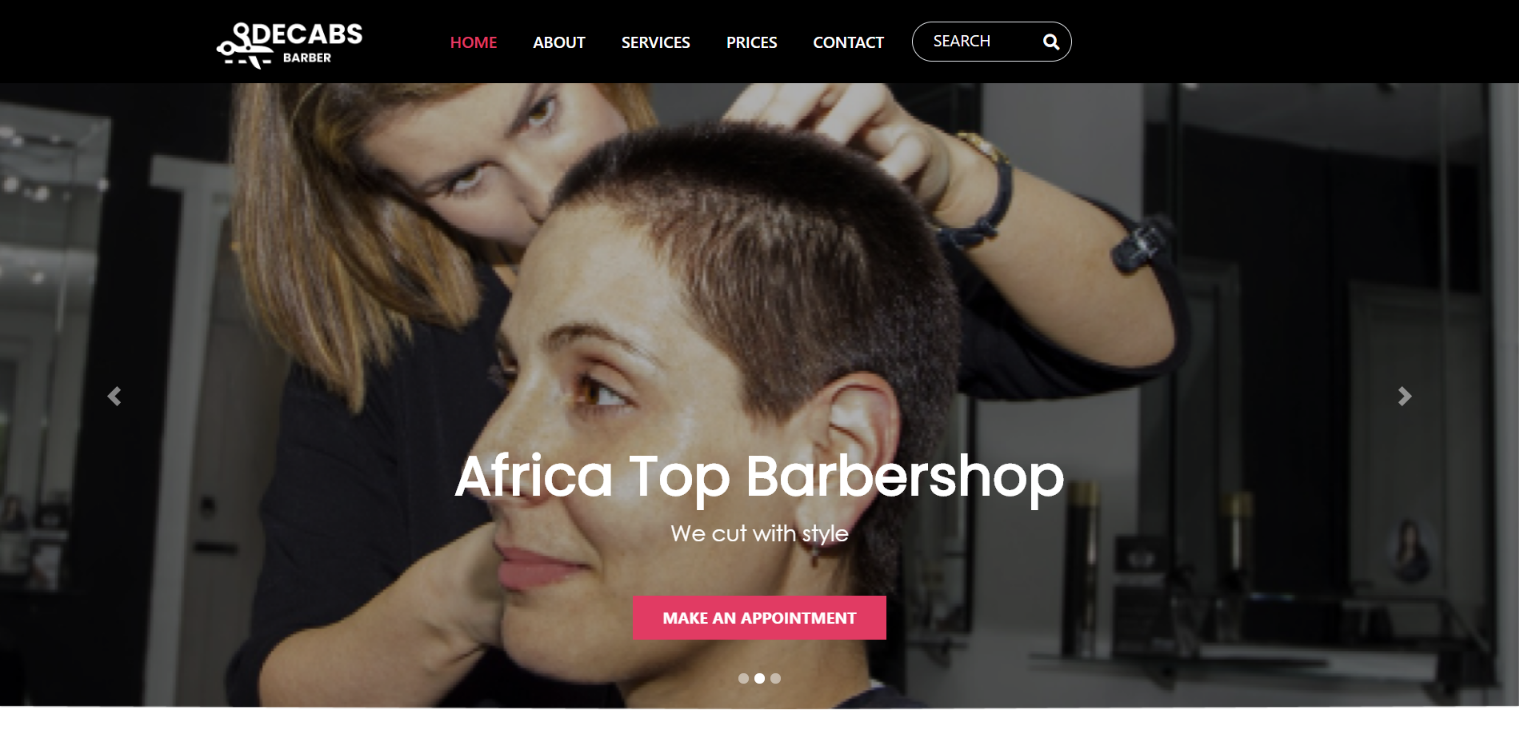 DECABS
BARBER
HOME
ABOUT
SERVICES
PRICES
CONTACT
SEARCH
Africa Top Barbershop
We cut with style
MAKE AN APPOINTMENT